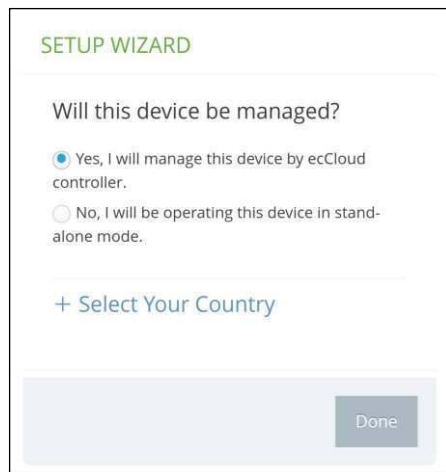 SETUP WIZARD
Will this device be managed?
Yes, I will manage this device by ecCloud
controller.
No, I will be operating this device in stand-
alone mode.
+ Select Your Country
Done